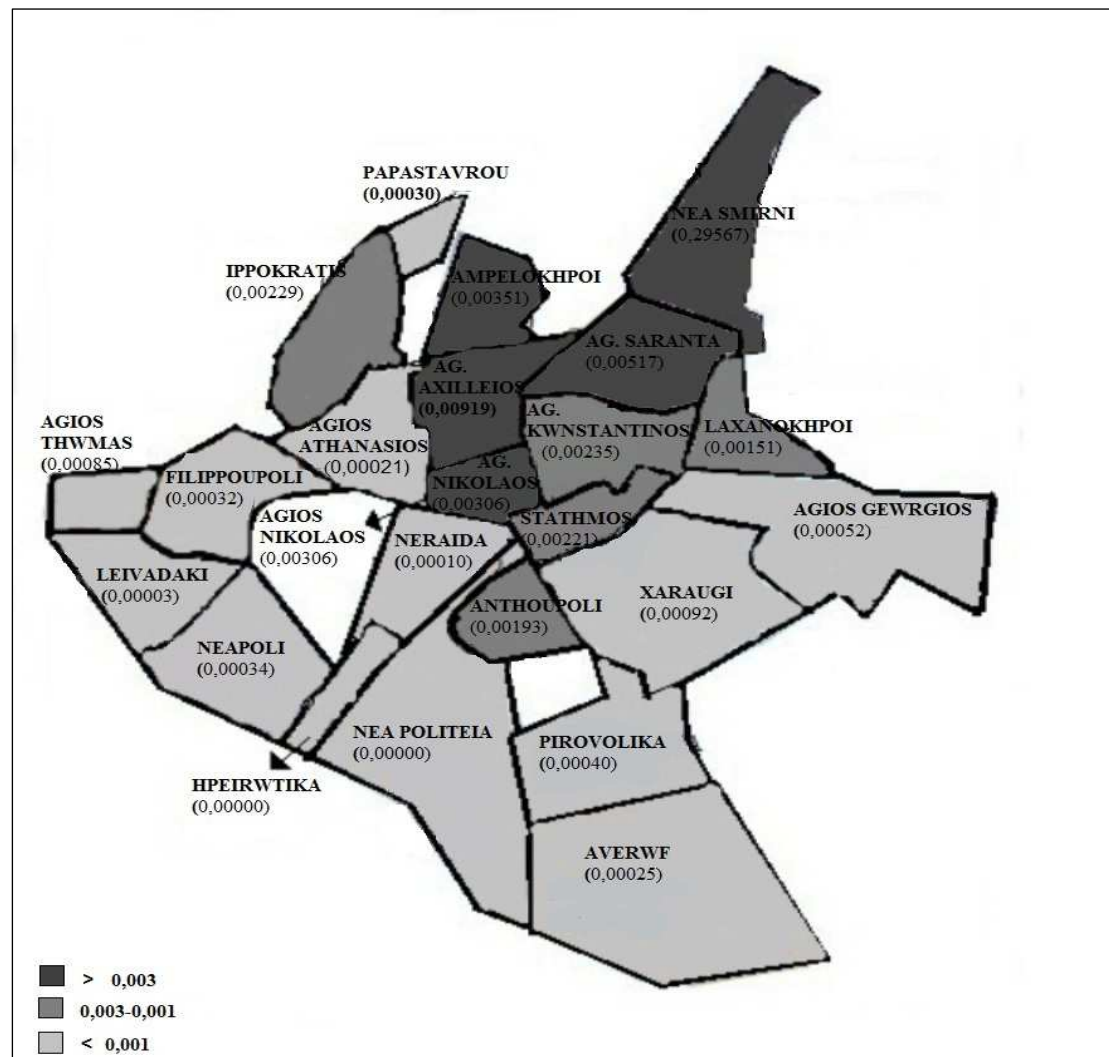 PAPASTAVROU
(0,00030)
NEA SMIRNI
(0,29567)
IPPOKRATIS
(0,00229)
AMPELOKHPOI
(0,00351)
AG. SARANTA
(0,00517)
AG.
AXILLEIOS
(0,00919)
AGIOS
THWMAS
(0,00085)
AGIOS
ATHANASIOS
(0,00021)
AG.
KWNSTANTINOS
(0,00235)
LAXANOKHPOI
(0,00151)
FILIPPOUPOLI
(0,00032)
AG.
NIKOLAOS
(0,00306)
AGIOS
NIKOLAOS
(0,00306)
NERAIDA
(0,00010)
STATHMOS
(0,00221)
AGIOS GEWRGIOS
(0,00052)
LEIVADAKI
(0,00003)
ANTHOUPOLI
(0,00193)
XARAUGI
(0,00092)
NEAPOLI
(0,00034)
NEA POLITEIA
(0,00000)
PIROVOLIKA
(0,00040)
HPEIRWTIKA
(0,00000)
AVERWF
(0,00025)
> 0,003
0,003-0,001
< 0,001